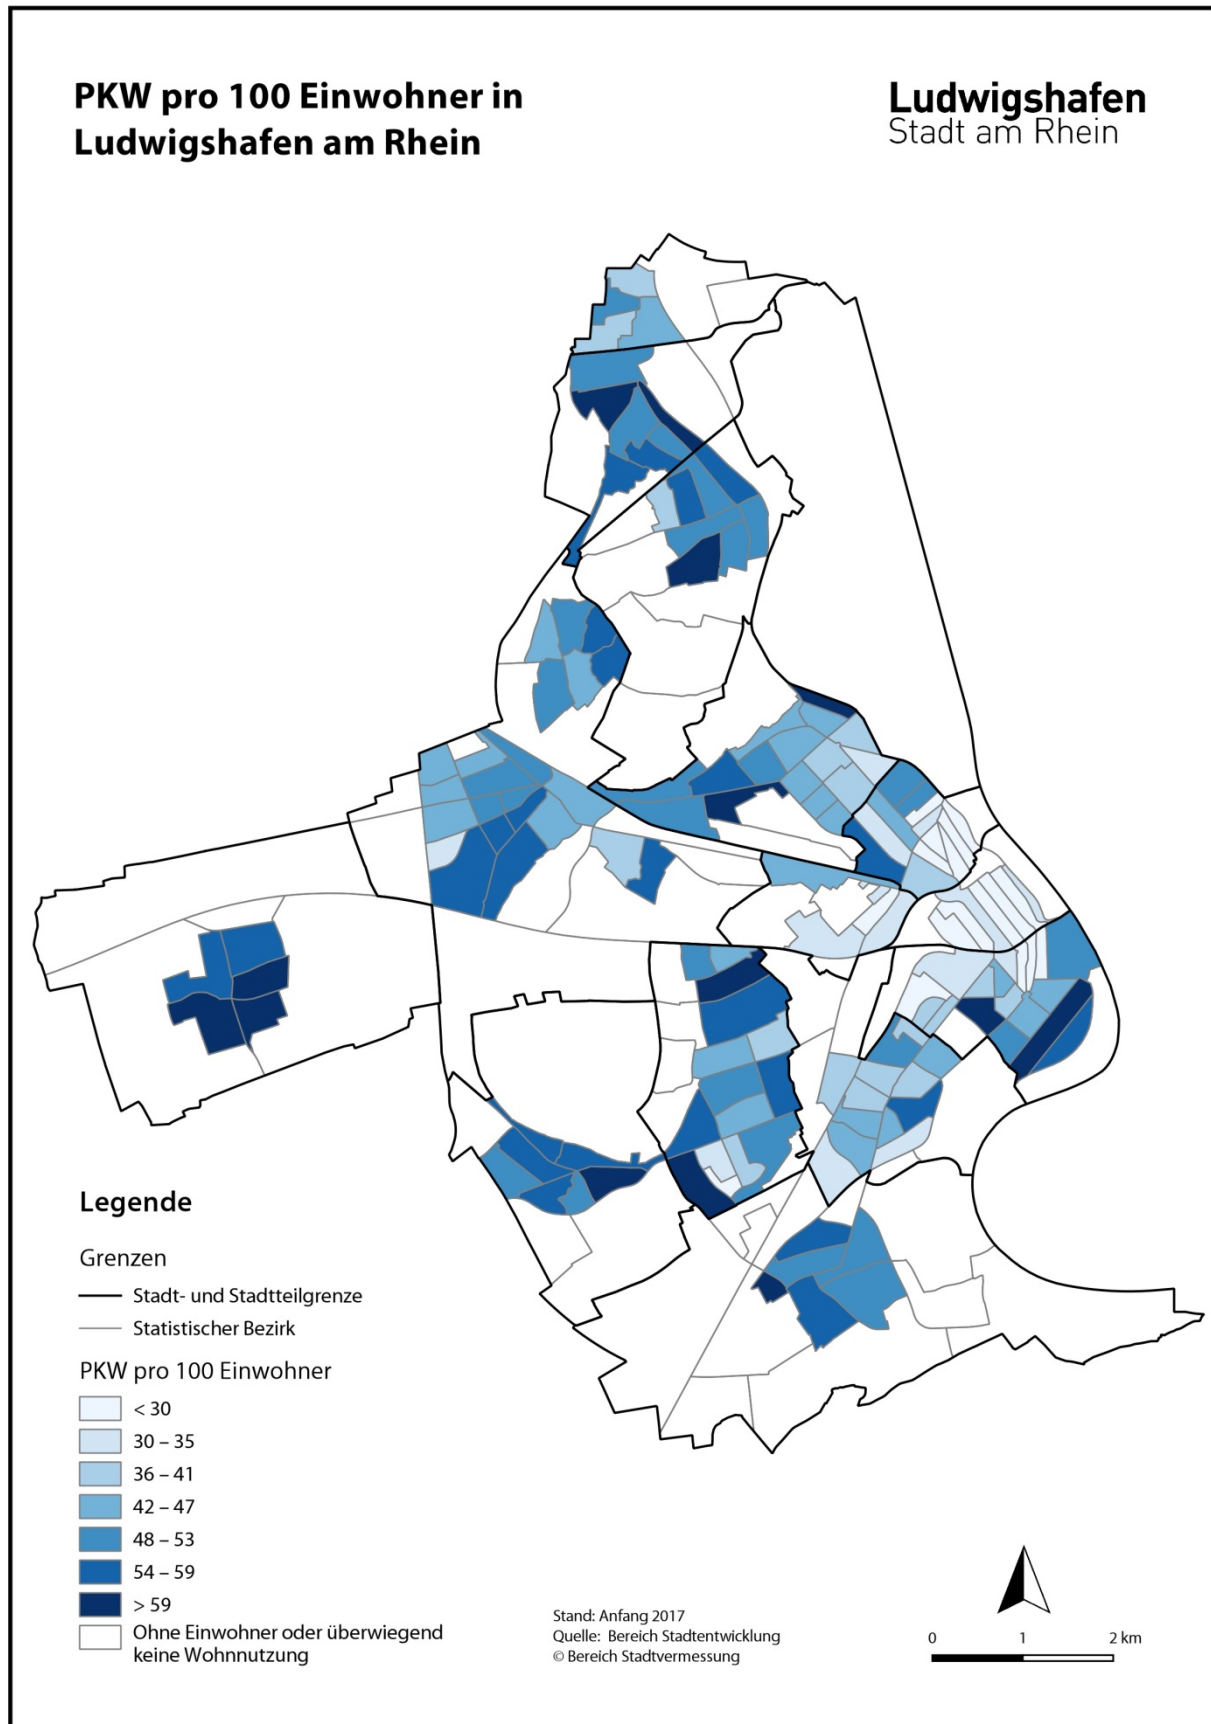 PKW pro 100 Einwohner in
Ludwigshafen am Rhein
Ludwigshafen
Stadt am Rhein
Legende
Grenzen
Stadt- und Stadtteilgrenze
Statistischer Bezirk
PKW pro 100 Einwohner
< 30
30 – 35
36 – 41
42 – 47
48 – 53
54 – 59
> 59
Ohne Einwohner oder überwiegend
keine Wohnnutzung
Stand: Anfang 2017
Quelle: Bereich Stadtentwicklung
© Bereich Stadtvermessung
0 1 2 km